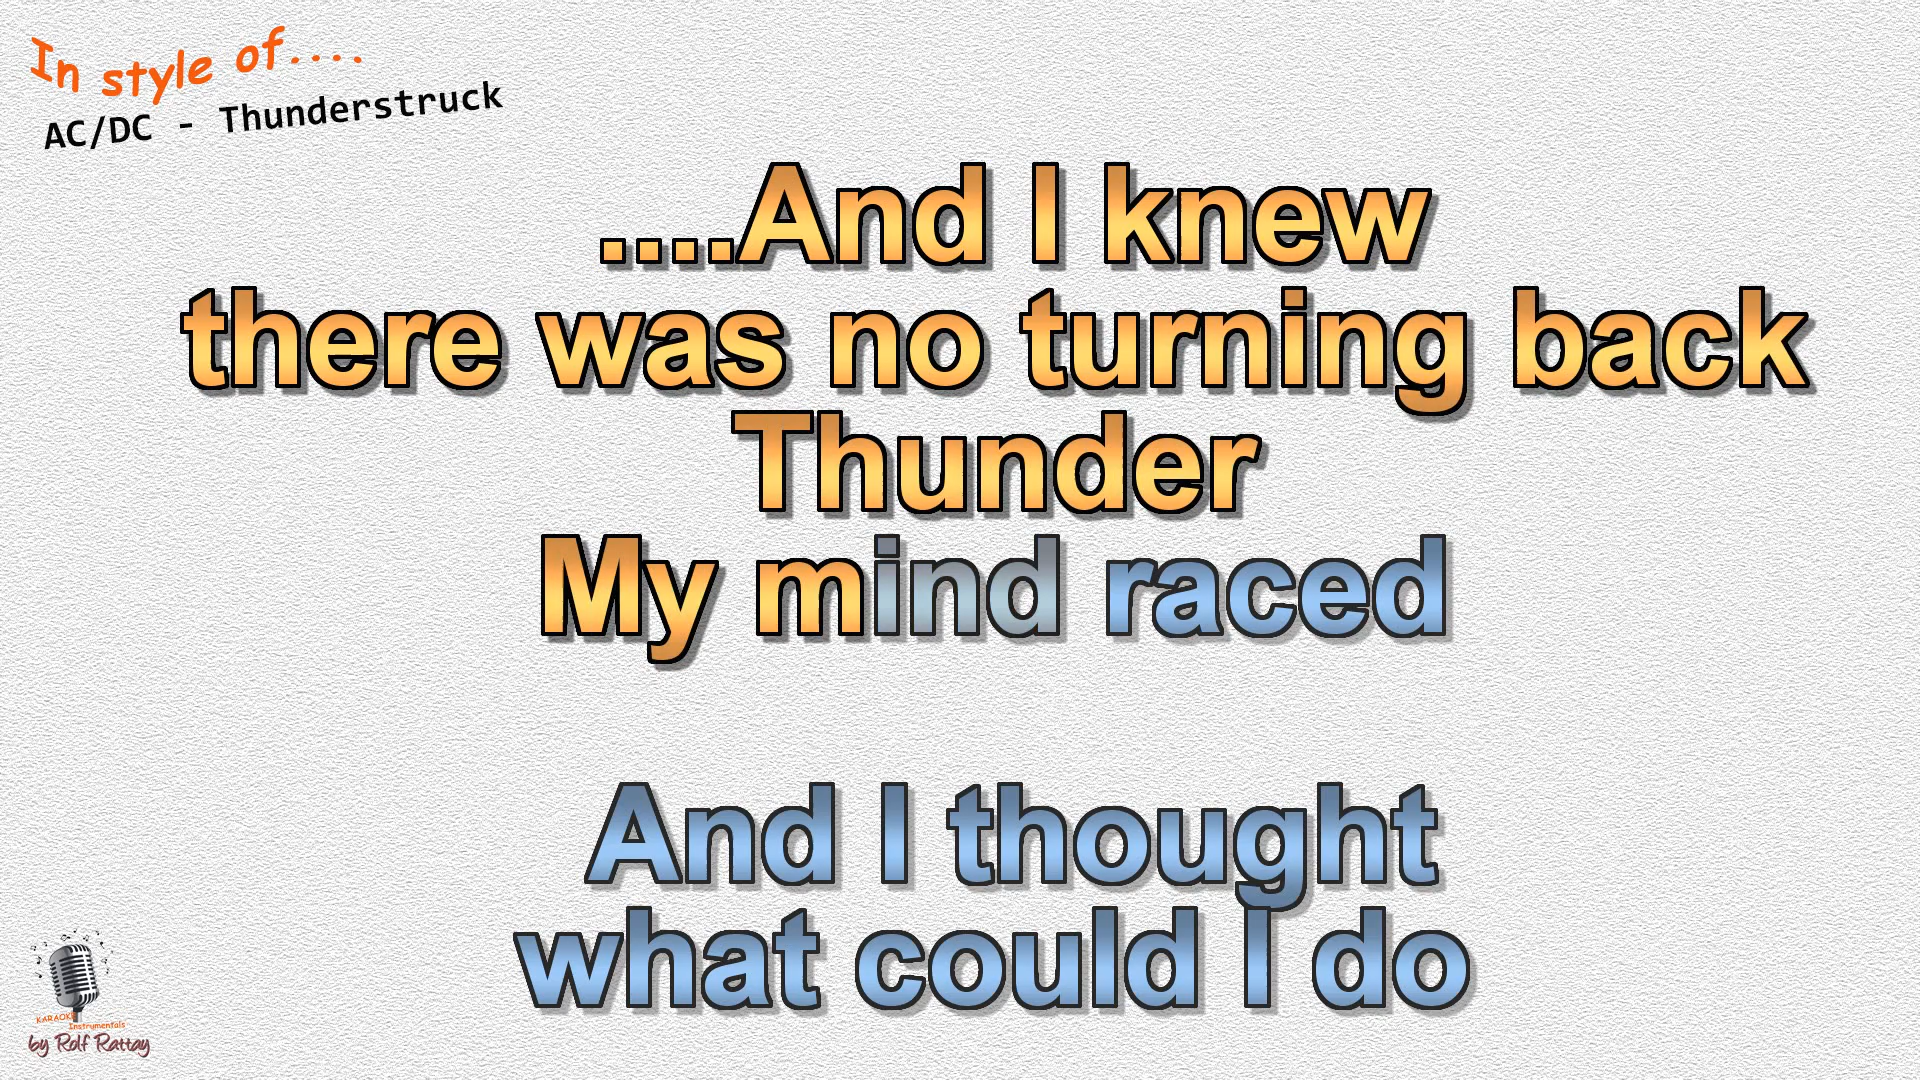 In style of....
AC/DC - Thunderstruck
....And I knew
there was no turning back
Thunder
My mind raced
And I thought
what could I do
KARAOKE
Instrumentals
by Rolf Rattay